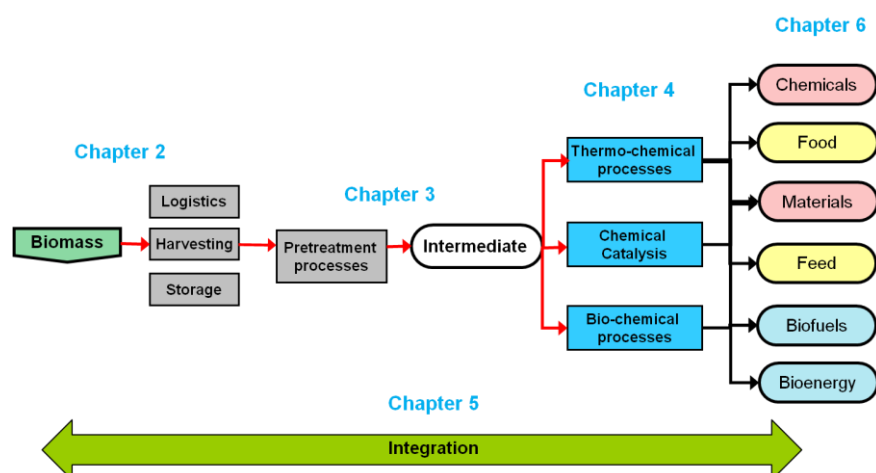 Chapter 6
Chemicals
Chapter 4
Thermo-chemical
processes
Food
Chapter 2
Chapter 3
Logistics
Materials
Biomass
Harvesting
Pretreatment
processes
Intermediate
Chemical
Catalysis
Feed
Storage
Bio-chemical
processes
Biofuels
Bioenergy
Chapter 5
Integration